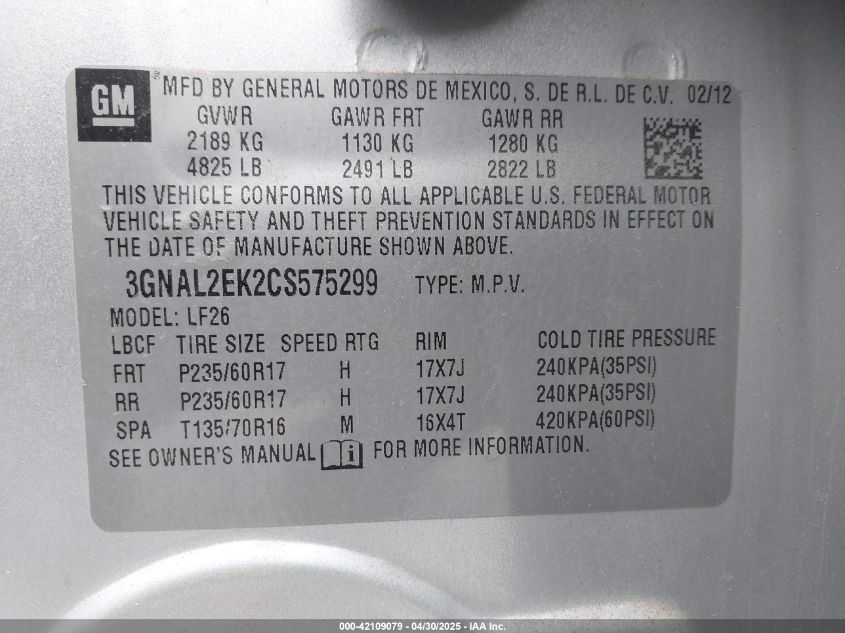 GM ® MFD BY GENERAL MOTORS DE MEXICO, S. DE R.L. DE C.V. 02/12
GVWR GAWR FRT GAWR RR
2189 KG 1130 KG 1280 KG
4825 LB 2491 LB 2822 LB
THIS VEHICLE CONFORMS TO ALL APPLICABLE U.S. FEDERAL MOTOR
VEHICLE SAFETY AND THEFT PREVENTION STANDARDS IN EFFECT ON
THE DATE OF MANUFACTURE SHOWN ABOVE.
3GNAL2EK2CS575299 TYPE: M.P.V.
MODEL: LF26
LBCF TIRE SIZE SPEED RTG RIM COLD TIRE PRESSURE
FRT P235/60R17 H 17X7J 240KPA(35PSI)
RR P235/60R17 H 17X7J 240KPA(35PSI)
SPA T135/70R16 M 16X4T 420KPA(60PSI)
SEE OWNER'S MANUAL i FOR MORE INFORMATION.
000-42109079 - 04/30/2025 - IAA Inc.